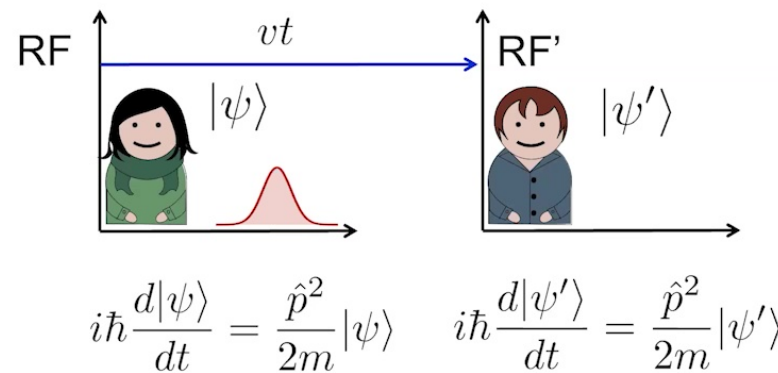 RF
vt
RF’
|ψ⟩
|ψ′⟩
iℏ d|ψ⟩/dt = p̂²/2m |ψ⟩
iℏ d|ψ′⟩/dt = p̂²/2m |ψ′⟩